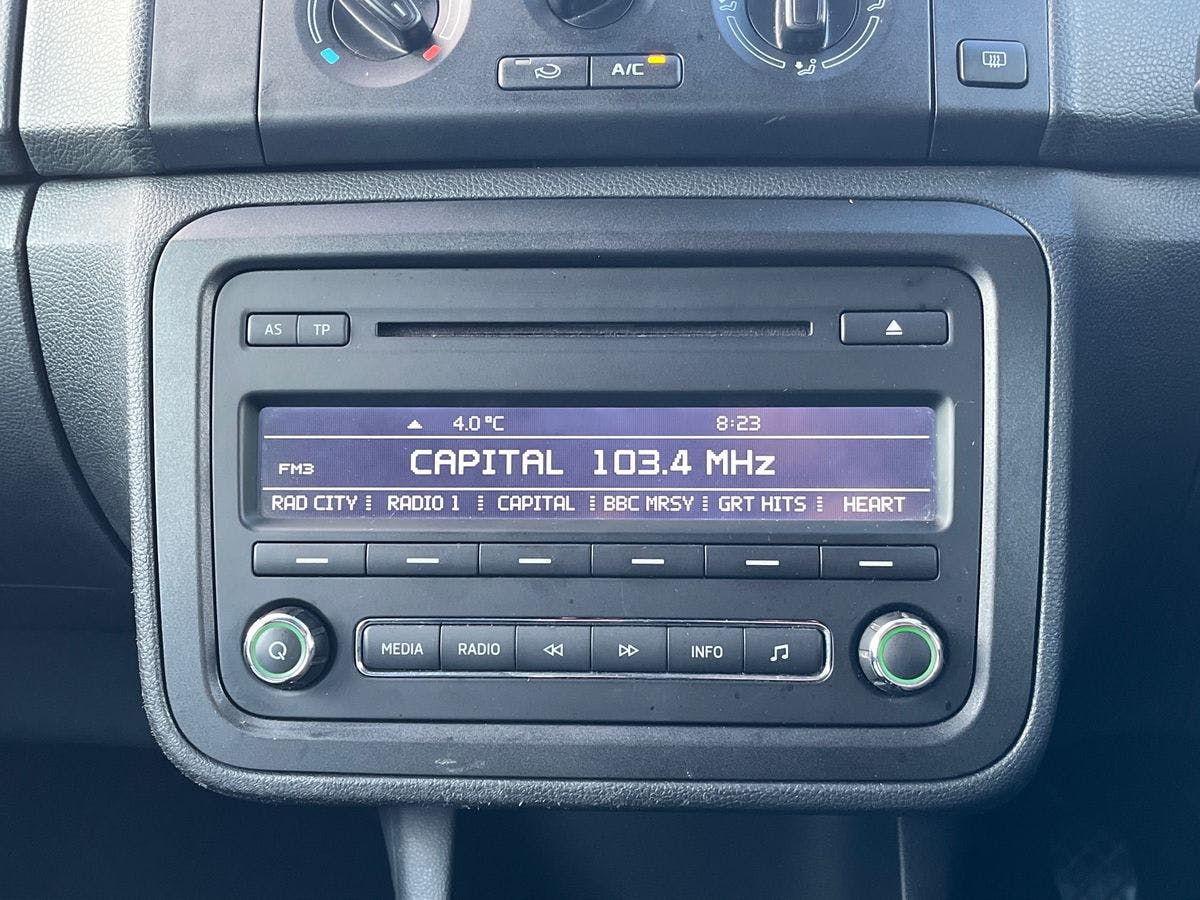 A/C
AS TP
4.0 °C 8:23
FM3 CAPITAL 103.4 MHz
RAD CITY RADIO 1 CAPITAL BBC MRSY GRT HITS HEART
Q MEDIA RADIO INFO